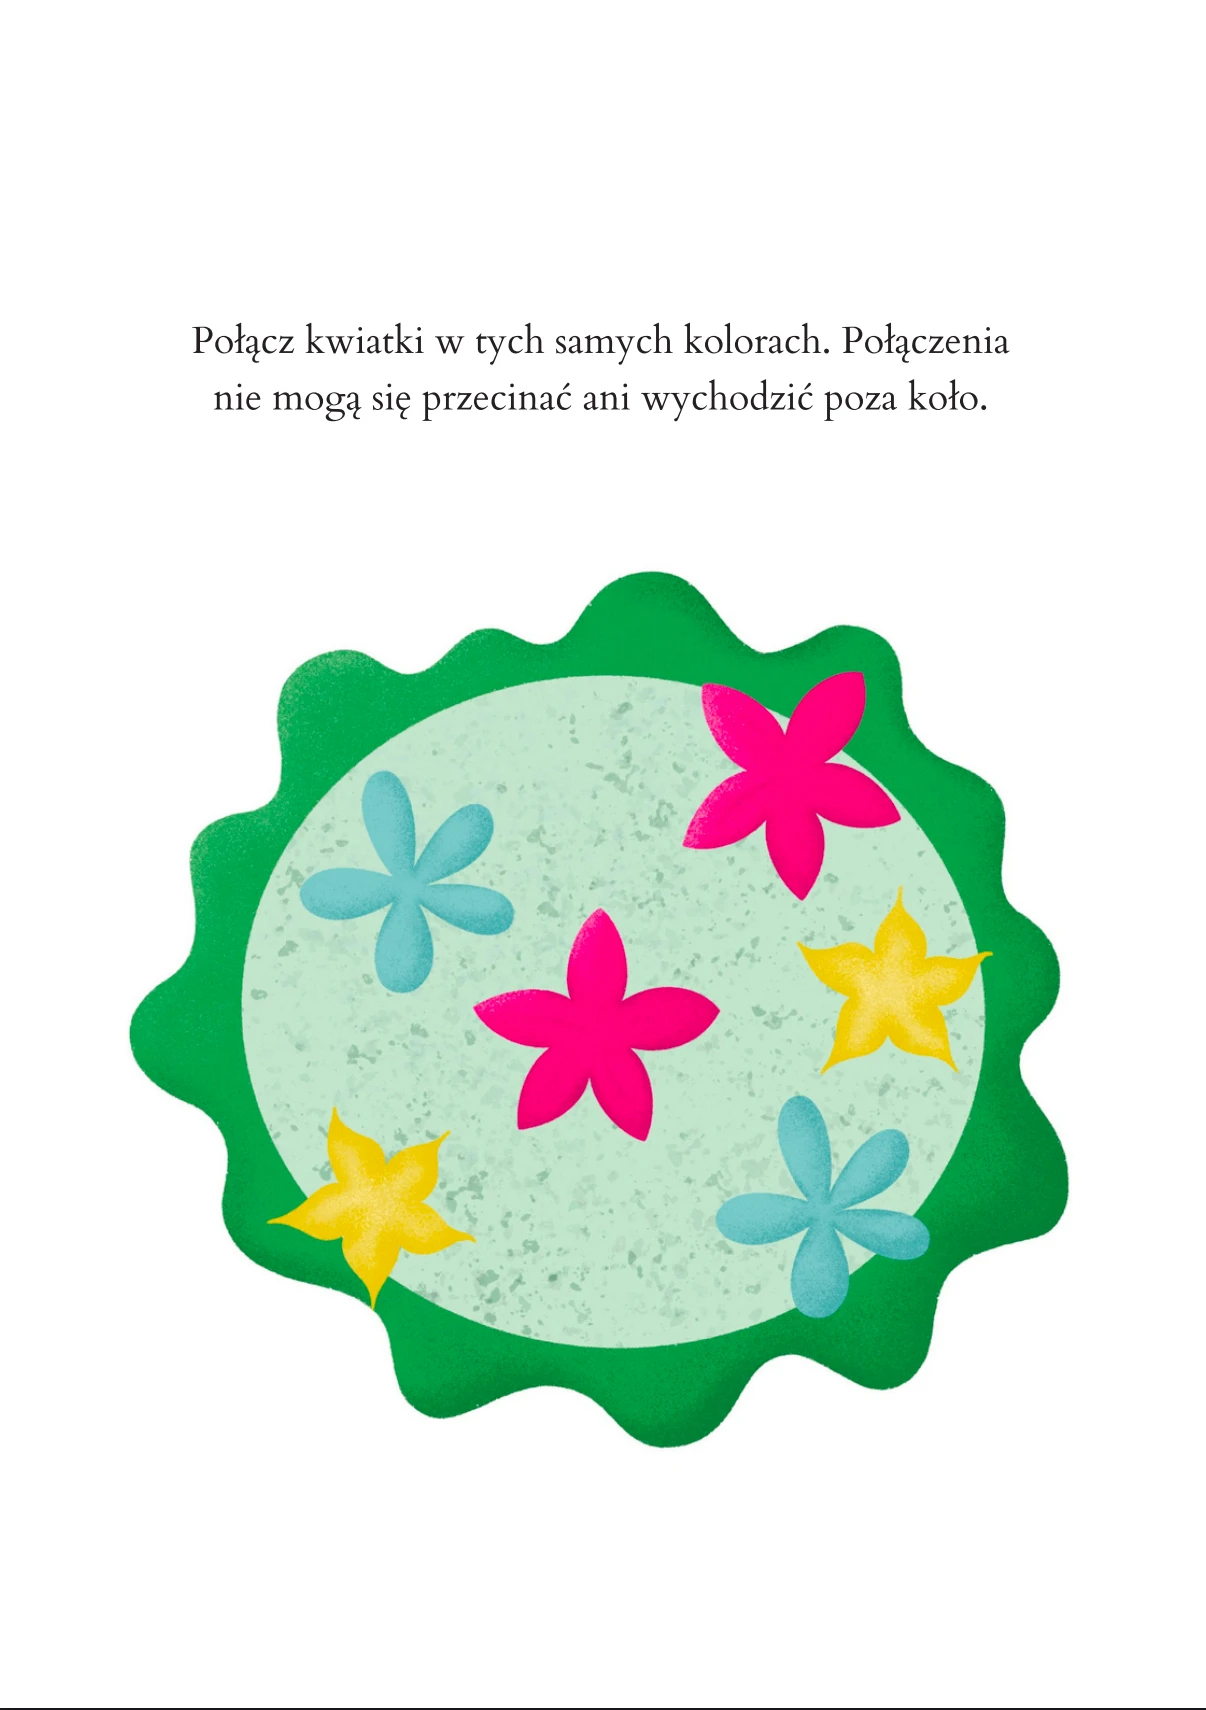 Połącz kwiatki w tych samych kolorach. Połączenia
nie mogą się przecinać ani wychodzić poza koło.